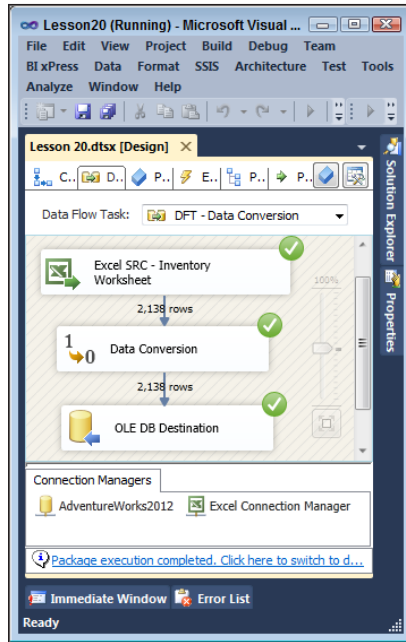 Lesson20 (Running) - Microsoft Visual ...
File Edit View Project Build Debug Team
BI xPress Data Format SSIS Architecture Test Tools
Analyze Window Help
Lesson 20.dtsx [Design]
C.. D.. P.. E.. P.. P..
Data Flow Task: DFT - Data Conversion
Excel SRC - Inventory
Worksheet
100%
2,138 rows
1 0 Data Conversion
2,138 rows
OLE DB Destination
Connection Managers
AdventureWorks2012 Excel Connection Manager
Package execution completed. Click here to switch to d...
Immediate Window Error List
Ready
Solution Explorer
Properties